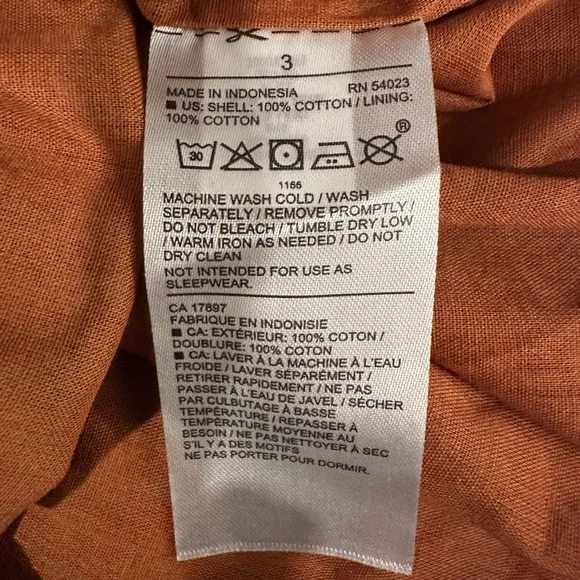 3
MADE IN INDONESIA RN 54023
US: SHELL: 100% COTTON / LINING:
100% COTTON
30
®
1166
MACHINE WASH COLD / WASH
SEPARATELY / REMOVE PROMPTLY /
DO NOT BLEACH / TUMBLE DRY LOW
/ WARM IRON AS NEEDED / DO NOT
DRY CLEAN
NOT INTENDED FOR USE AS
SLEEPWEAR.
CA 17897
FABRIQUE EN INDONISIE
CA: EXTÉRIEUR: 100% COTON /
DOUBLURE: 100% COTON
CA: LAVER À LA MACHINE À L'EAU
FROIDE / LAVER SÉPARÉMENT /
RETIRER RAPIDEMENT / NE PAS
PASSER À L'EAU DE JAVEL / SÉCHER
PAR CULBUTAGE À BASSE
TEMPÉRATURE / REPASSER À
TEMPÉRATURE MOYENNE AU
BESOIN / NE PAS NETTOYER À SEC
S'IL Y A DES MOTIFS
NE PAS PORTER POUR DORMIR.